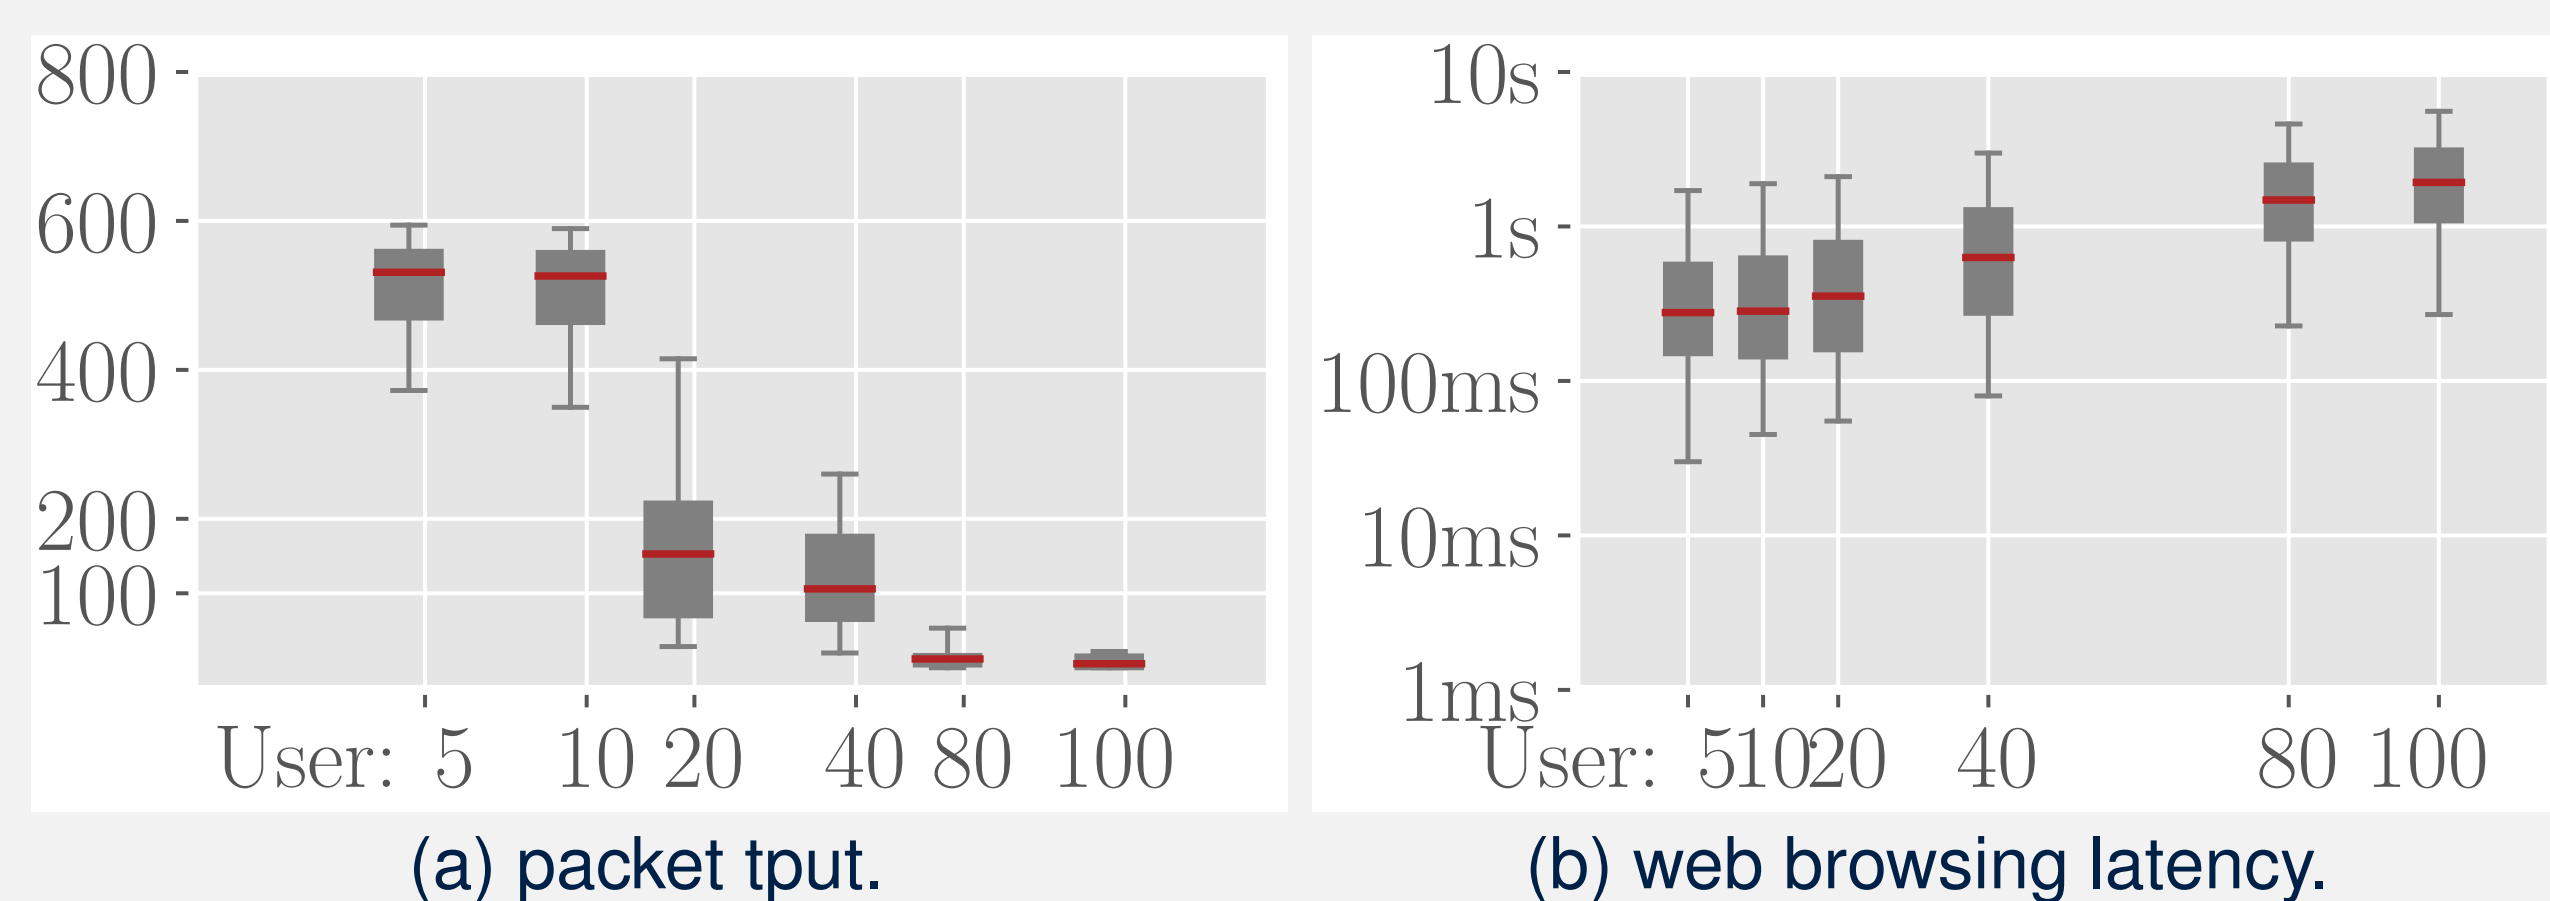 800
600
400
200
100
User: 5 10 20 40 80 100
(a) packet tput.
10s
1s
100ms
10ms
1ms
User: 5 10 20 40 80 100
(b) web browsing latency.